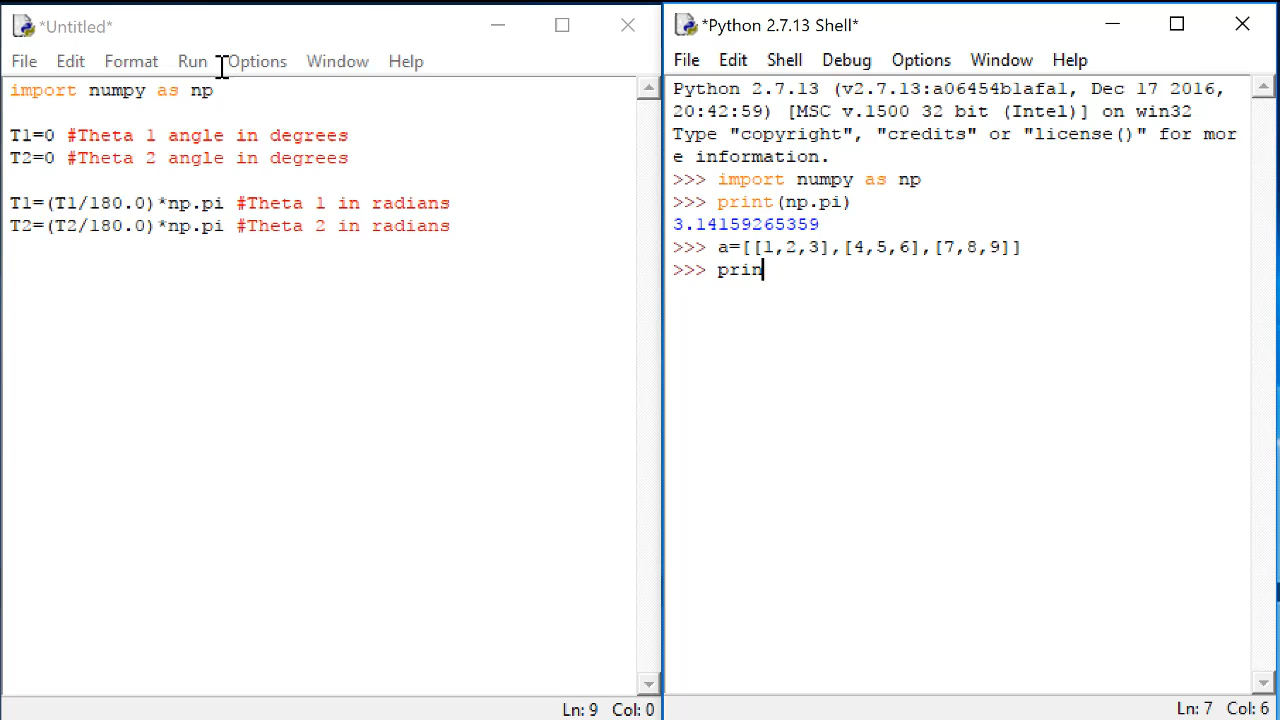 *Untitled*
File Edit Format Run Options Window Help
import numpy as np
T1=0 #Theta 1 angle in degrees
T2=0 #Theta 2 angle in degrees
T1=(T1/180.0)*np.pi #Theta 1 in radians
T2=(T2/180.0)*np.pi #Theta 2 in radians
Ln: 9 Col: 0
*Python 2.7.13 Shell*
File Edit Shell Debug Options Window Help
Python 2.7.13 (v2.7.13:a06454b1afa1, Dec 17 2016,
20:42:59) [MSC v.1500 32 bit (Intel)] on win32
Type "copyright", "credits" or "license()" for mor
e information.
>>> import numpy as np
>>> print(np.pi)
3.14159265359
>>> a=[[1,2,3],[4,5,6],[7,8,9]]
>>> prin
Ln: 7 Col: 6